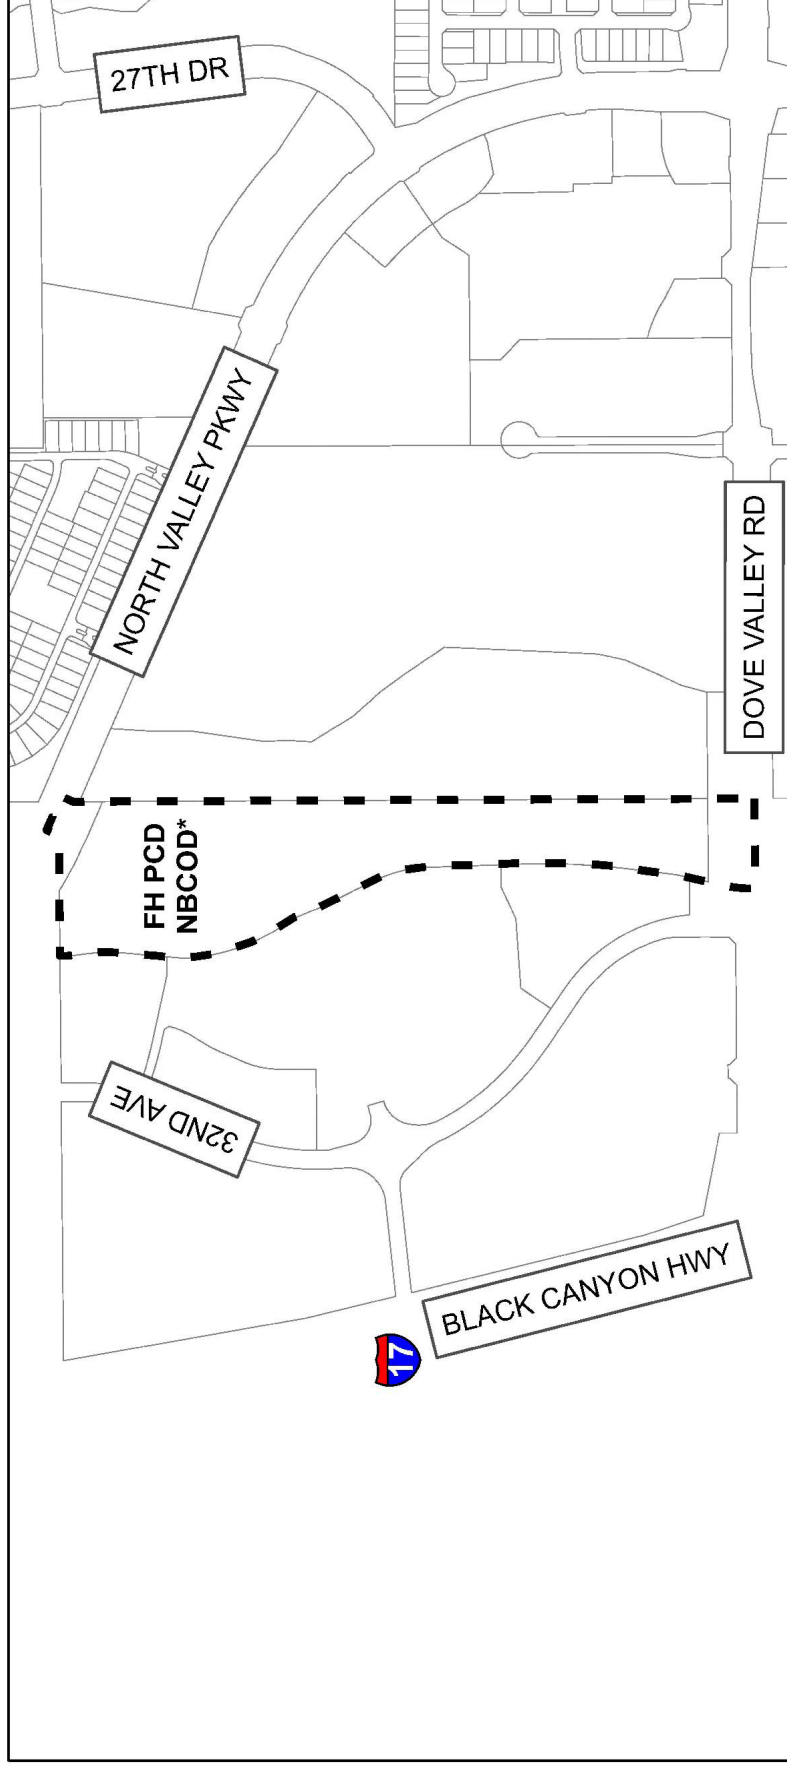 27TH DR
NORTH VALLEY PKWY
DOVE VALLEY RD
FH PCD
NBCOD*
32ND AVE
BLACK CANYON HWY
17